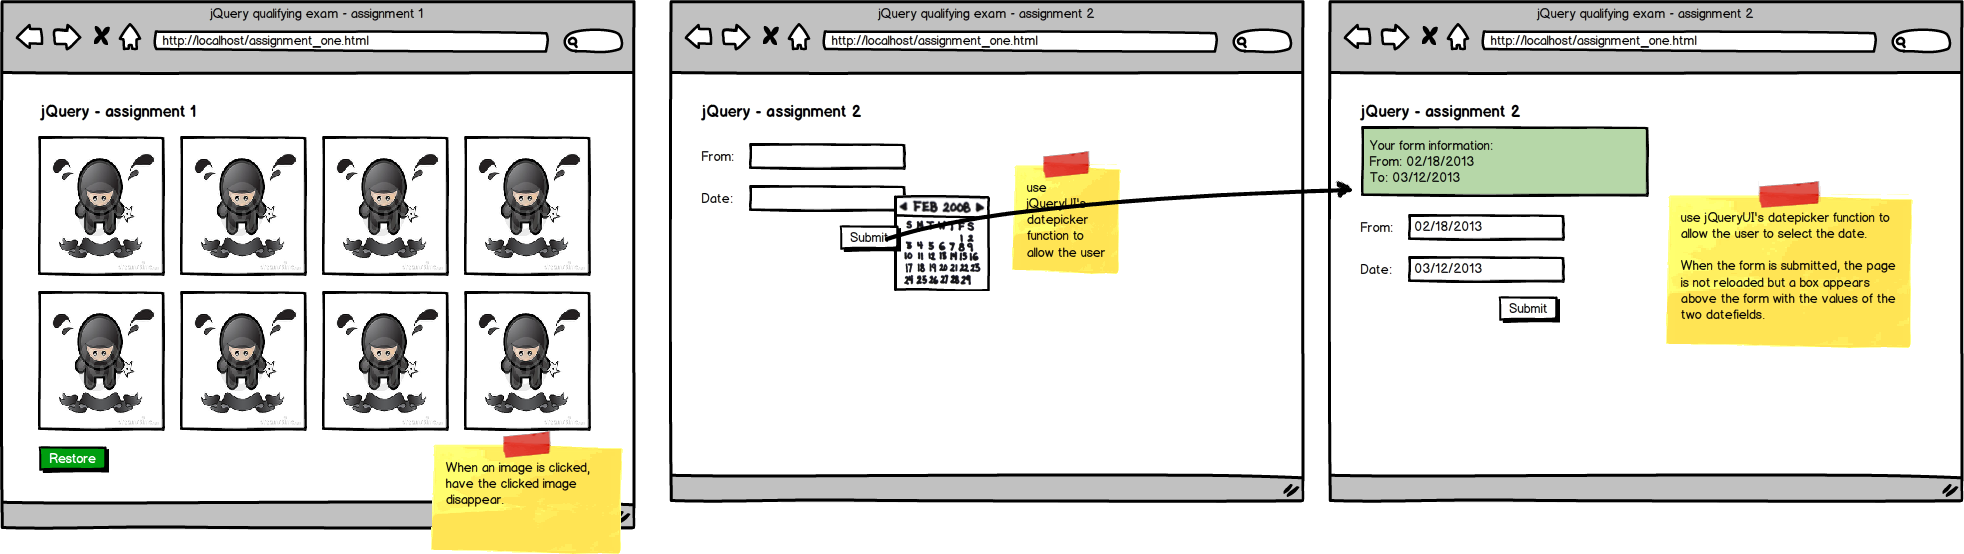 jQuery qualifying exam - assignment 1
http://localhost/assignment_one.html
jQuery - assignment 1
Restore
When an image is clicked,
have the clicked image
disappear.
jQuery qualifying exam - assignment 2
http://localhost/assignment_one.html
jQuery - assignment 2
From:
Date:
Submit
FEB 2008
S M T W T F S
1 2
3 4 5 6 7 8 9
10 11 12 13 14 15 16
17 18 19 20 21 22 23
24 25 26 27 28 29
use
jQueryUI's
datepicker
function to
allow the user
jQuery qualifying exam - assignment 2
http://localhost/assignment_one.html
jQuery - assignment 2
Your form information:
From: 02/18/2013
To: 03/12/2013
From: 02/18/2013
Date: 03/12/2013
Submit
use jQueryUI's datepicker function to
allow the user to select the date.
When the form is submitted, the page
is not reloaded but a box appears
above the form with the values of the
two datefields.